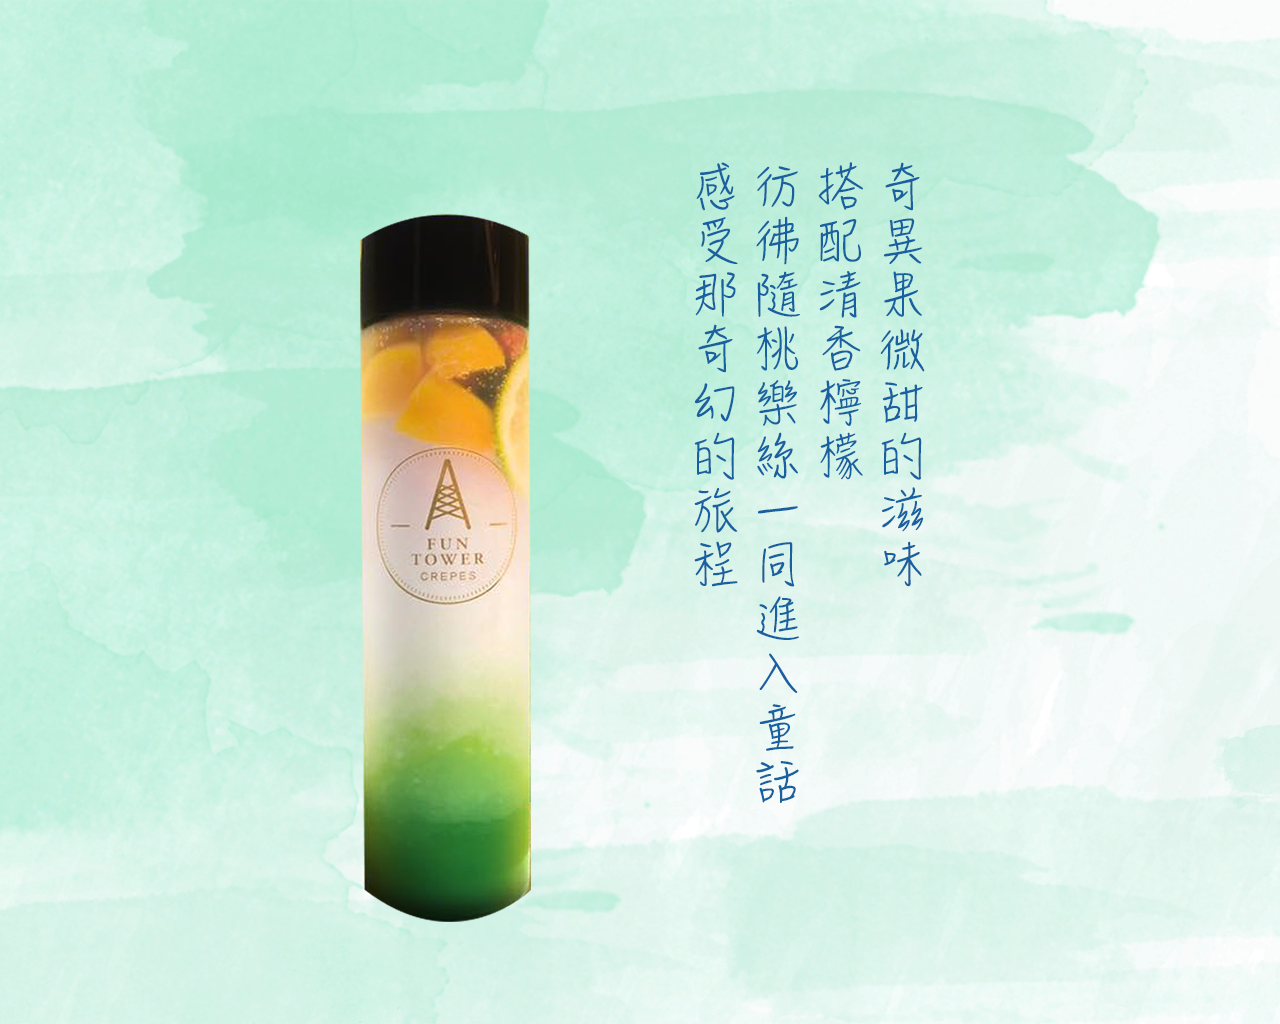 奇異果微甜的滋味
搭配清香檸檬
彷彿隨桃樂絲一同進入童話
感受那奇幻的旅程
FUN
TOWER
CREPES